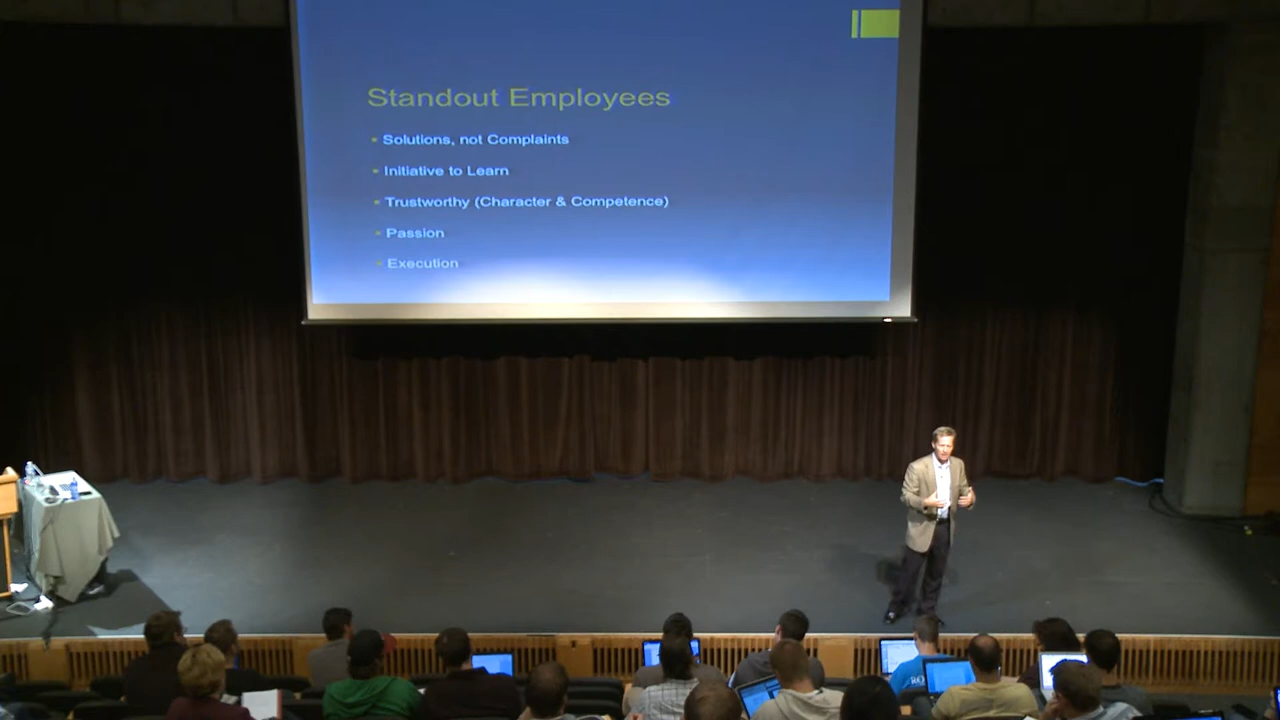 Standout Employees
Solutions, not Complaints
Initiative to Learn
Trustworthy (Character & Competence)
Passion
Execution